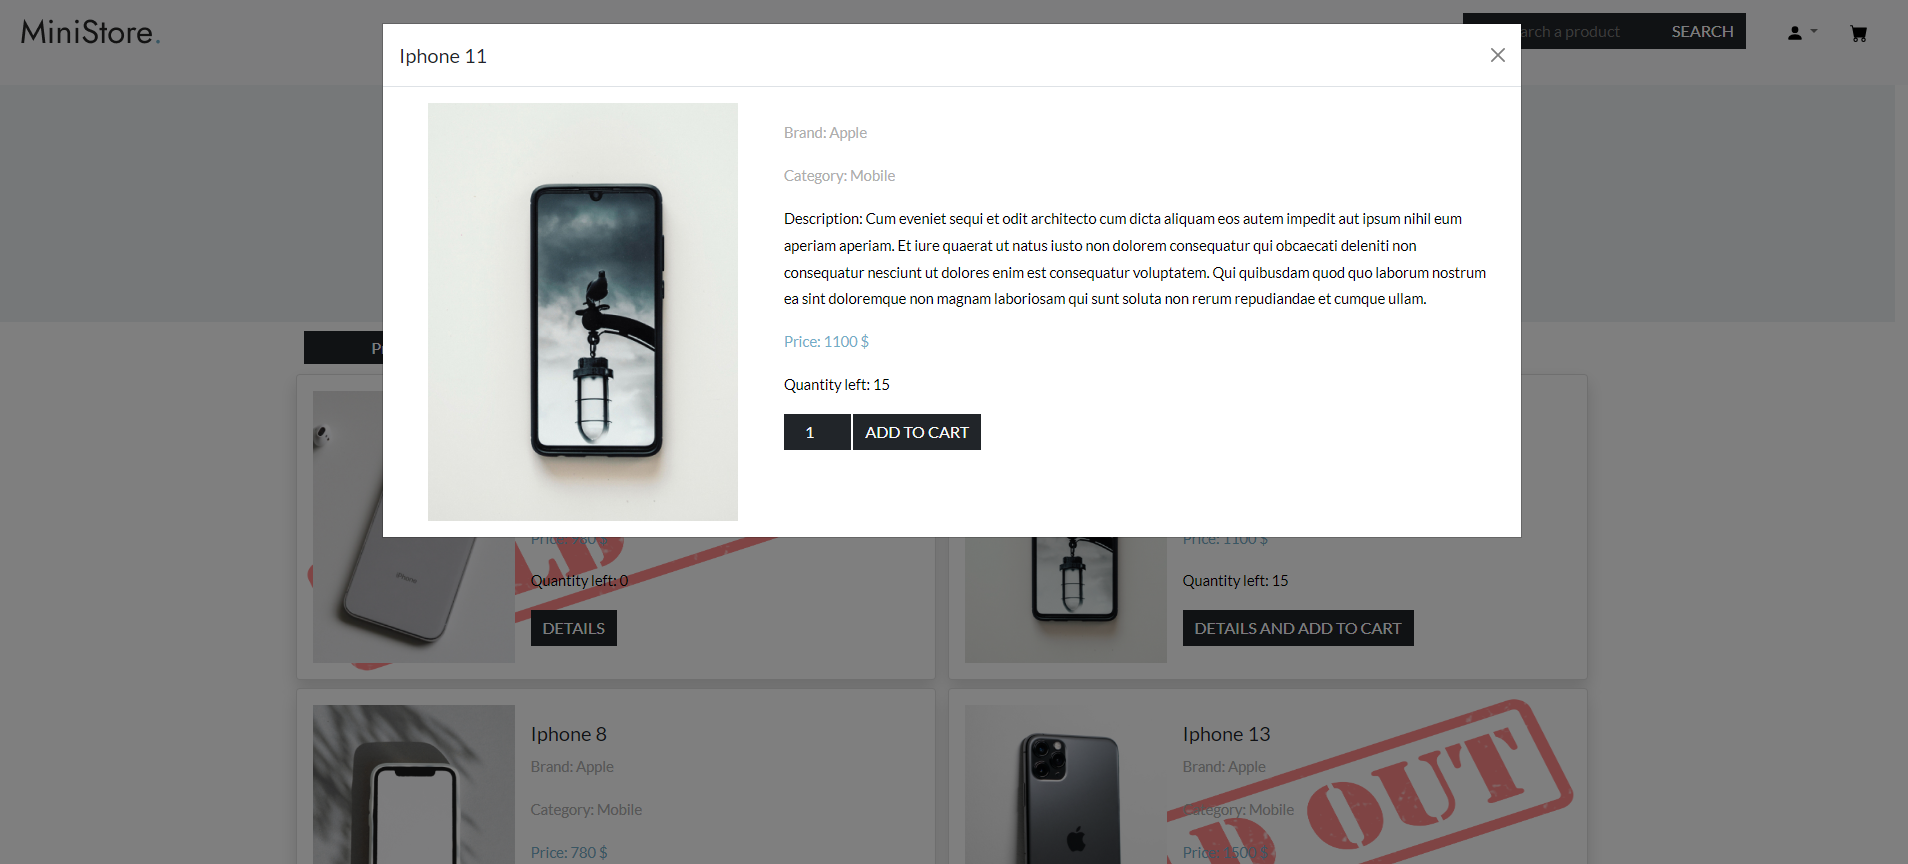 MiniStore.
arch a product
SEARCH
Iphone 11
Brand: Apple
Category: Mobile
Description: Cum eveniet sequi et odit architecto cum dicta aliquam eos autem impedit aut ipsum nihil eum
aperiam aperiam. Et iure quaerat ut natus iusto non dolorem consequatur qui obcaecati deleniti non
consequatur nesciunt ut dolores enim est consequatur voluptatem. Qui quibusdam quod quo laborum nostrum
ea sint doloremque non magnam laboriosam qui sunt soluta non rerum repudiandae et cumque ullam.
Price: 1100 $
Quantity left: 15
1
ADD TO CART
Quantity left: 0
DETAILS
iPhone
Price: 1100 $
Quantity left: 15
DETAILS AND ADD TO CART
Iphone 8
Brand: Apple
Category: Mobile
Price: 780 $
Iphone 13
Brand: Apple
Category: Mobile
Price: 1500 $
D OUT